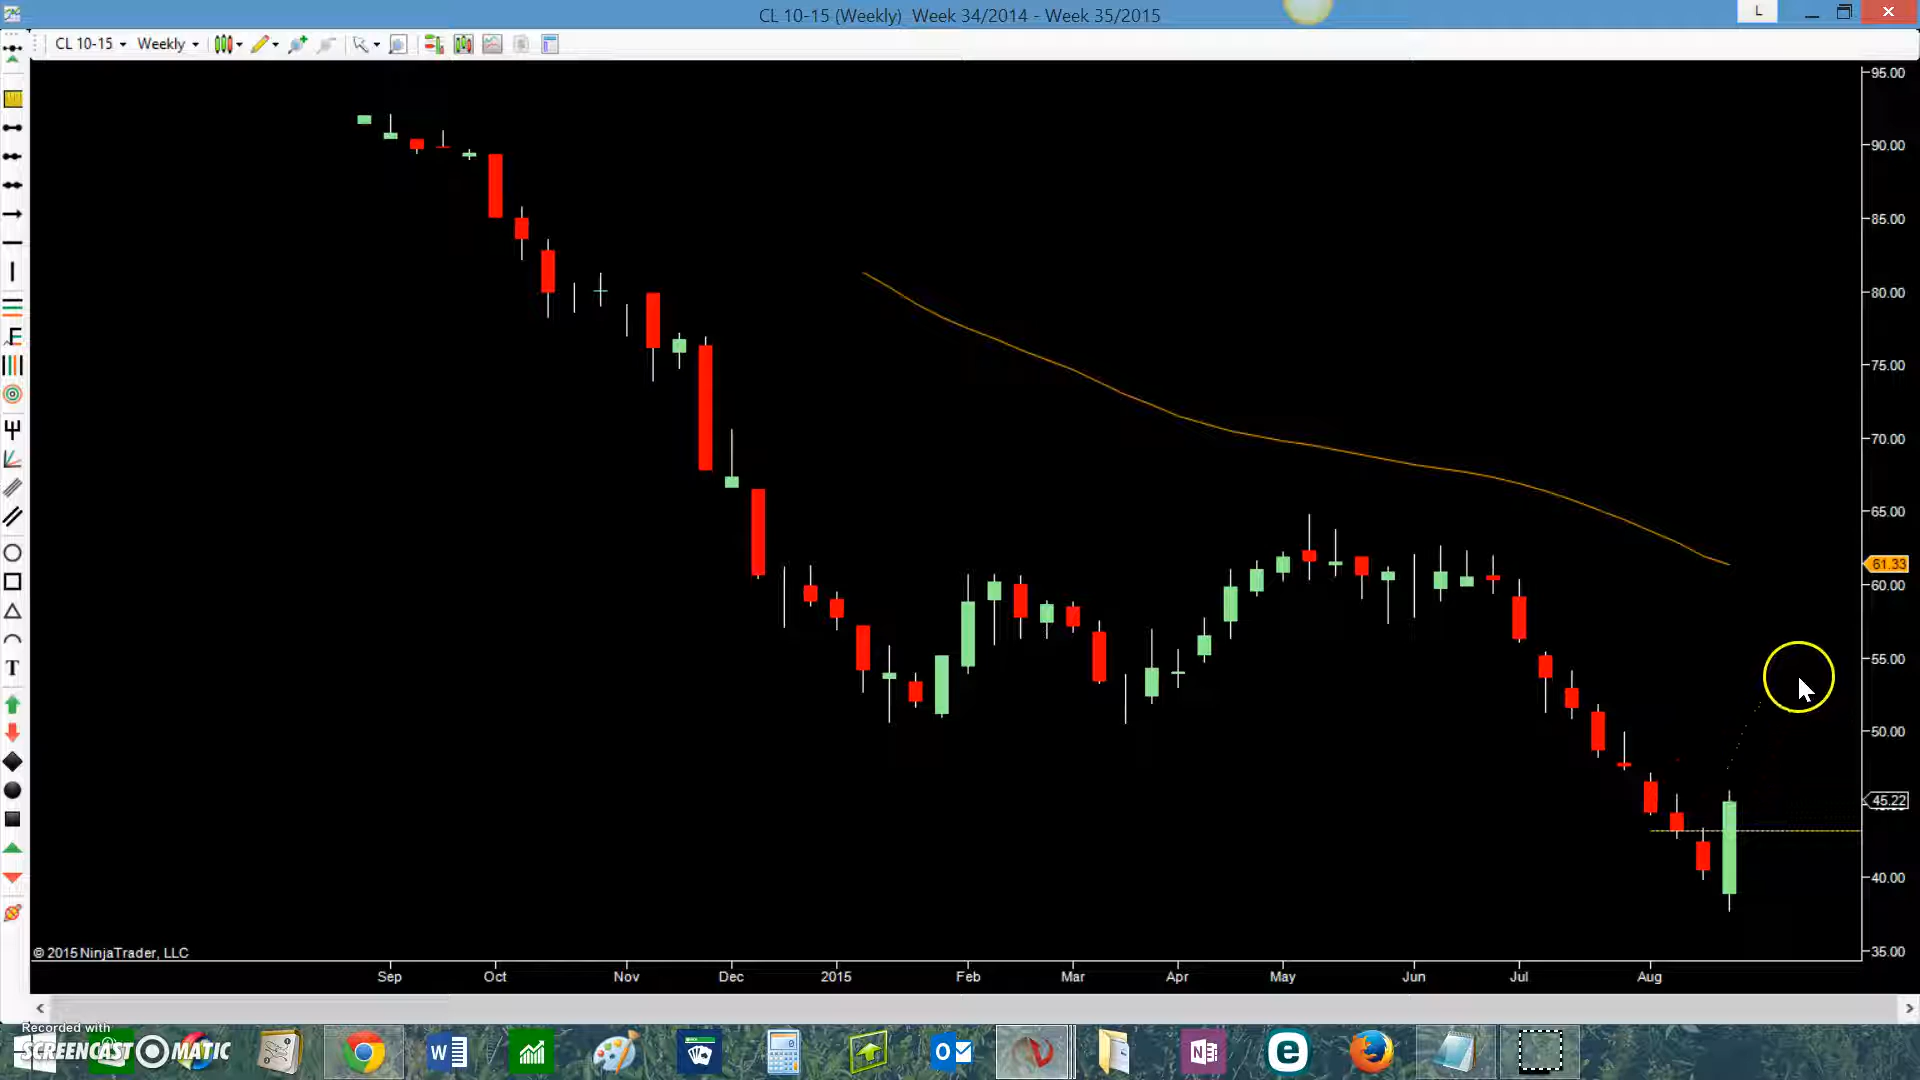 CL 10-15 (Weekly)  Week 34/2014 - Week 35/2015
L
CL 10-15 Weekly
F
T
95.00
90.00
85.00
80.00
75.00
70.00
65.00
61.33
60.00
55.00
50.00
45.22
40.00
35.00
© 2015 NinjaTrader, LLC
Sep Oct Nov Dec 2015 Feb Mar Apr May Jun Jul Aug
Recorded with
SCREENCAST MATIC
W
0
O
N
e